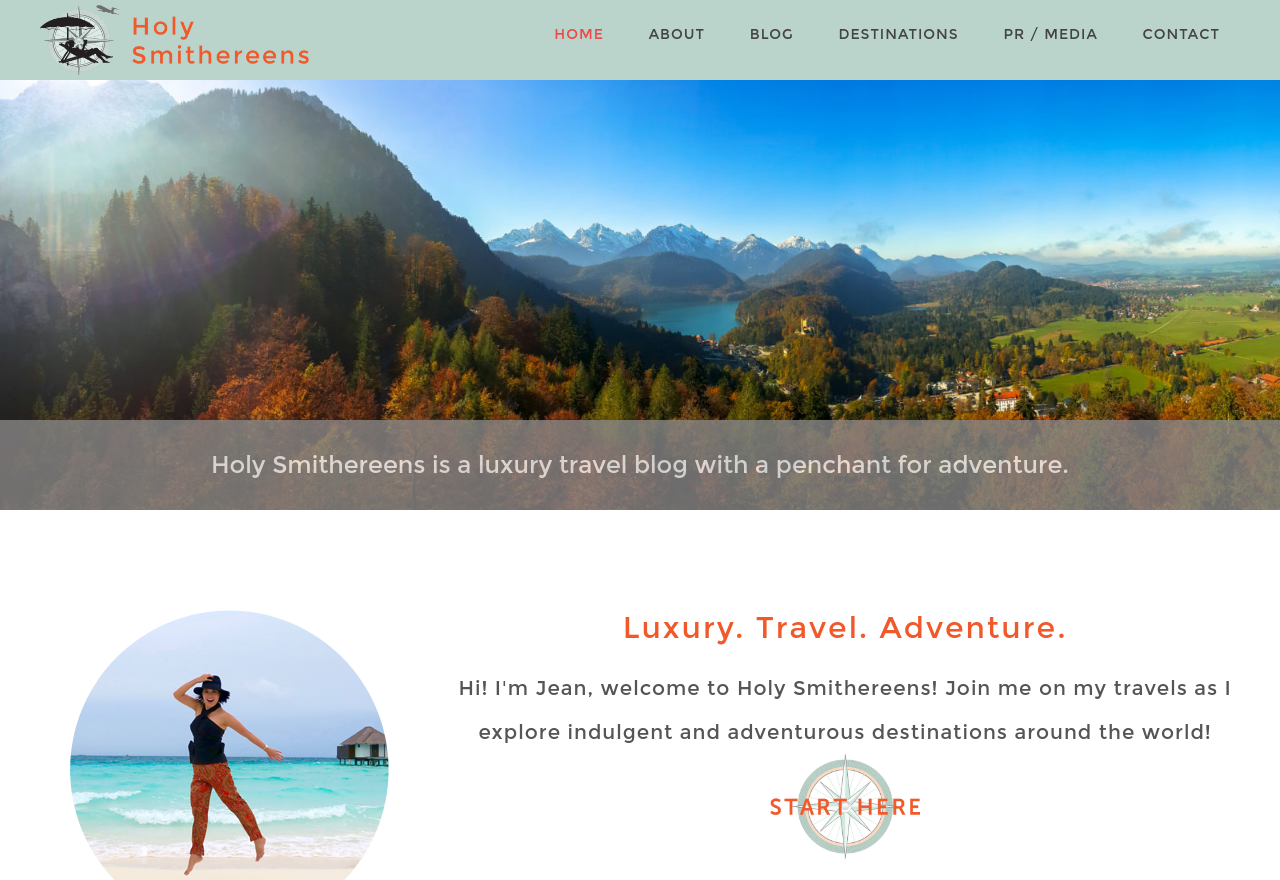 Holy
Smithereens
HOME ABOUT BLOG DESTINATIONS PR / MEDIA CONTACT
Holy Smithereens is a luxury travel blog with a penchant for adventure.
Luxury. Travel. Adventure.
Hi! I'm Jean, welcome to Holy Smithereens! Join me on my travels as I
explore indulgent and adventurous destinations around the world!
START HERE